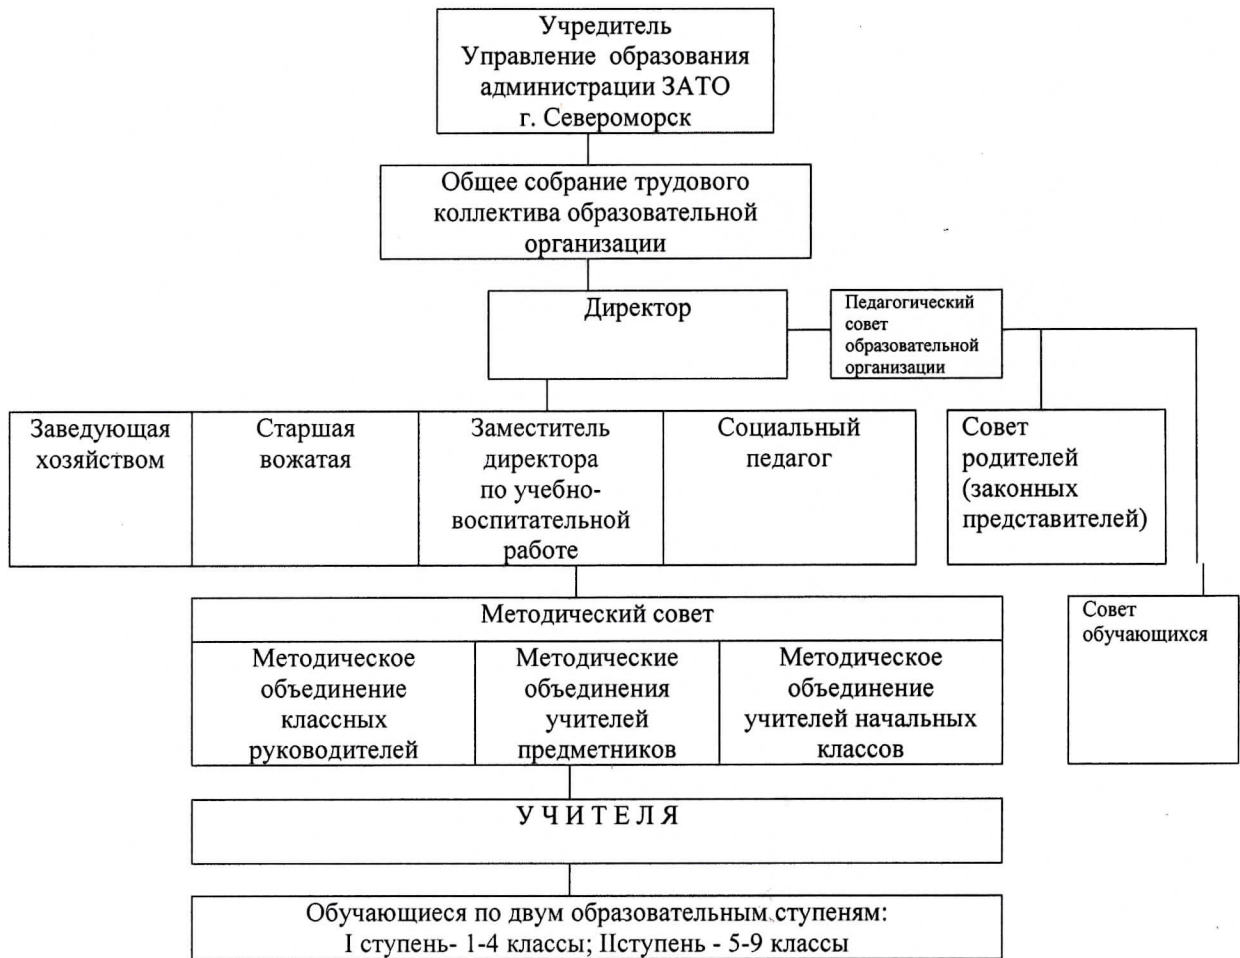 Учредитель
Управление образования
администрации ЗАТО
г. Североморск
Общее собрание трудового
коллектива образовательной
организации
Директор
Педагогический
совет
образовательной
организации
Заведующая
хозяйством
Старшая
вожатая
Заместитель
директора
по учебно-
воспитательной
работе
Социальный
педагог
Совет
родителей
(законных
представителей)
Методический совет
Совет
обучающихся
Методическое
объединение
классных
руководителей
Методические
объединения
учителей
предметников
Методическое
объединение
учителей начальных
классов
У Ч И Т Е Л Я
Обучающиеся по двум образовательным ступеням:
I ступень- 1-4 классы; IIступень - 5-9 классы